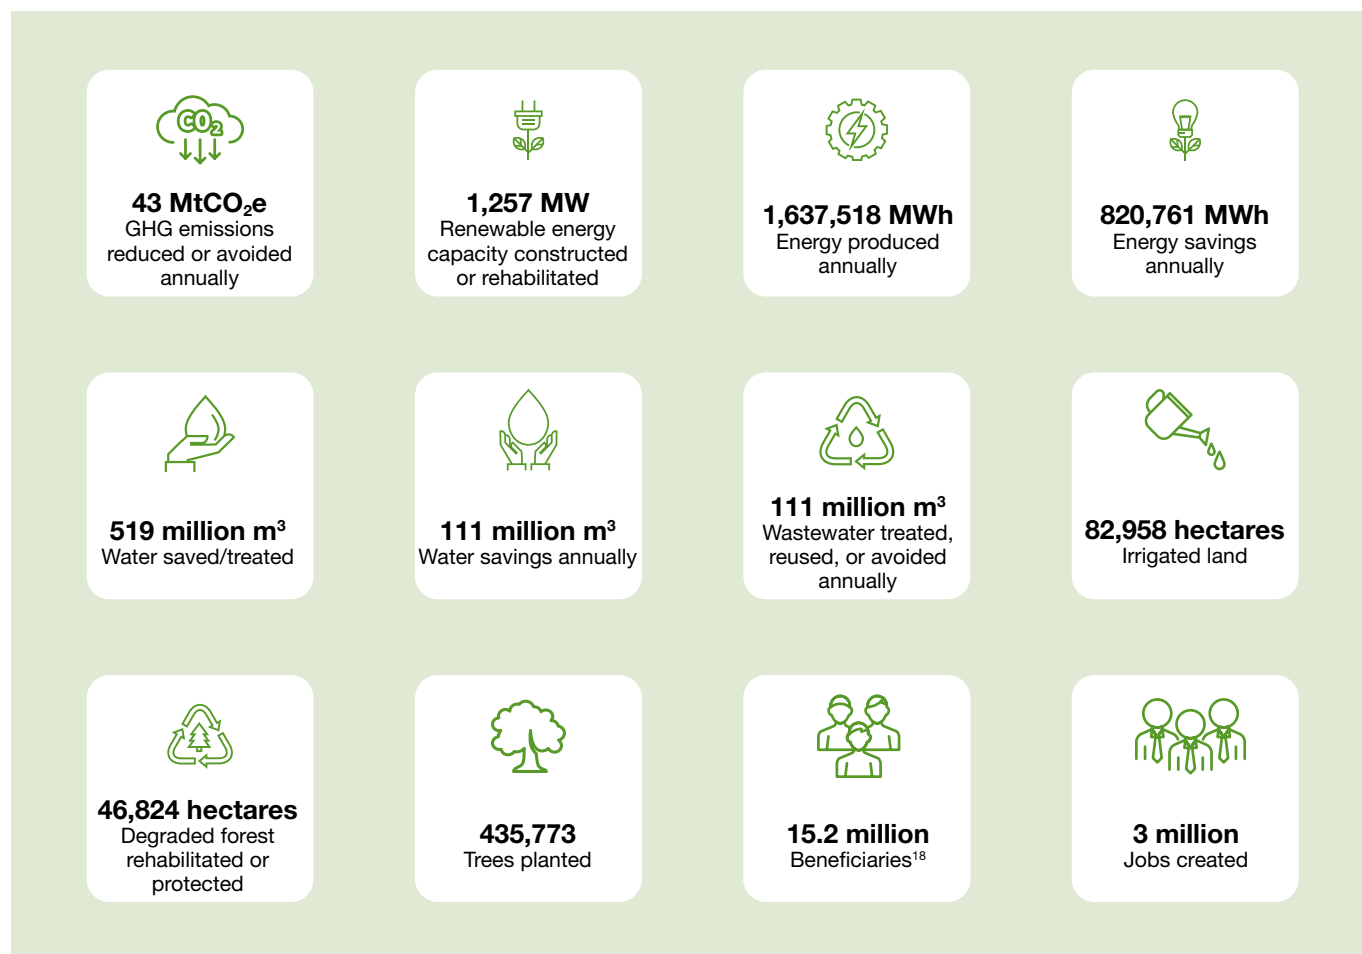 CO₂
43 MtCO₂e
GHG emissions
reduced or avoided
annually
1,257 MW
Renewable energy
capacity constructed
or rehabilitated
1,637,518 MWh
Energy produced
annually
820,761 MWh
Energy savings
annually
519 million m³
Water saved/treated
111 million m³
Water savings annually
111 million m³
Wastewater treated,
reused, or avoided
annually
82,958 hectares
Irrigated land
46,824 hectares
Degraded forest
rehabilitated or
protected
435,773
Trees planted
15.2 million
Beneficiaries¹⁸
3 million
Jobs created